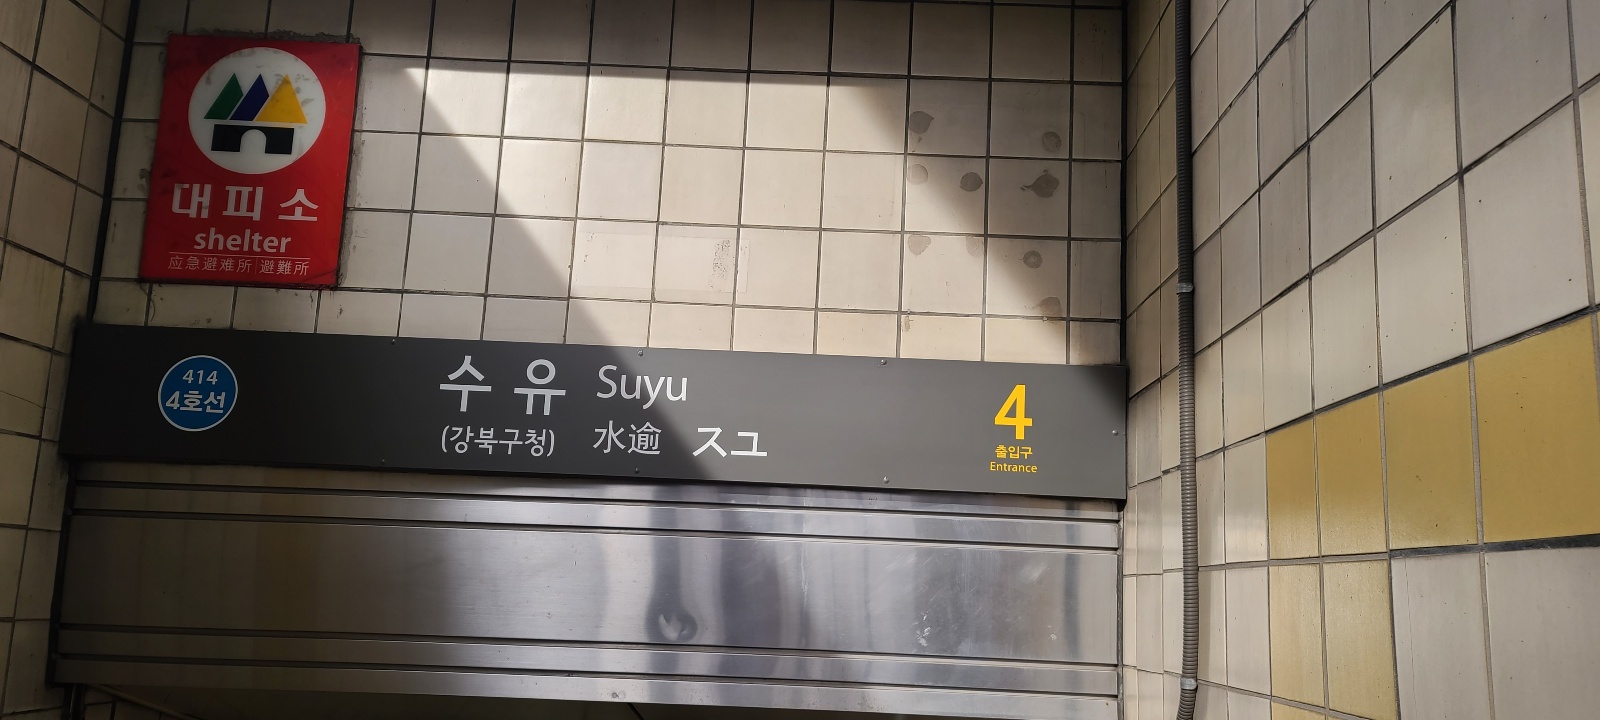 대피소
shelter
应急避难所|避難所
414
4호선
수유 Suyu
(강북구청) 水逾 スユ
4
출입구
Entrance